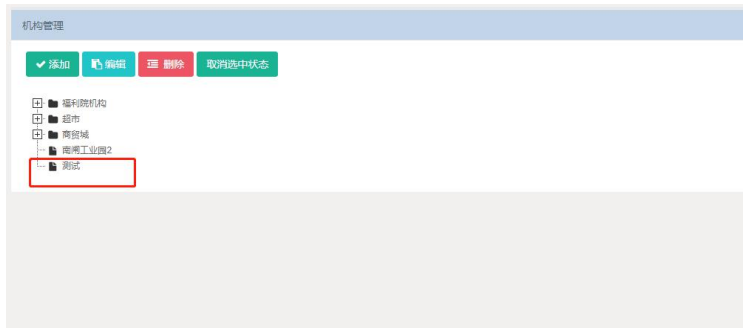 机构管理
添加 编辑 删除 取消选中状态
福利院机构
超市
商贸城
南闸工业园2
测试